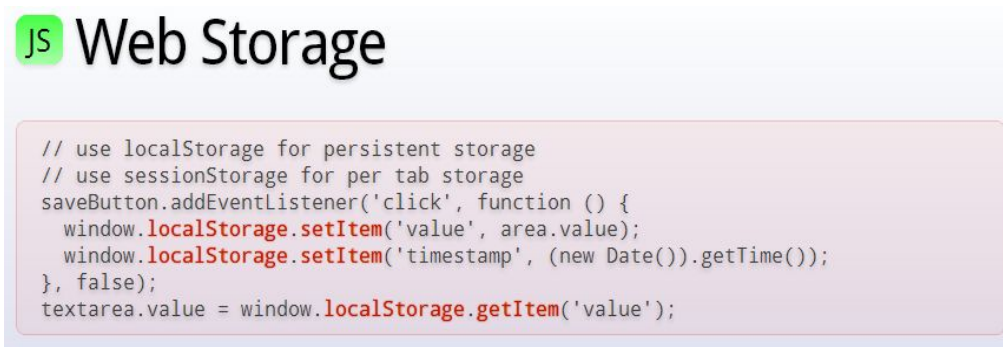 JS Web Storage
// use localStorage for persistent storage
// use sessionStorage for per tab storage
saveButton.addEventListener('click', function () {
  window.localStorage.setItem('value', area.value);
  window.localStorage.setItem('timestamp', (new Date()).getTime());
}, false);
textarea.value = window.localStorage.getItem('value');